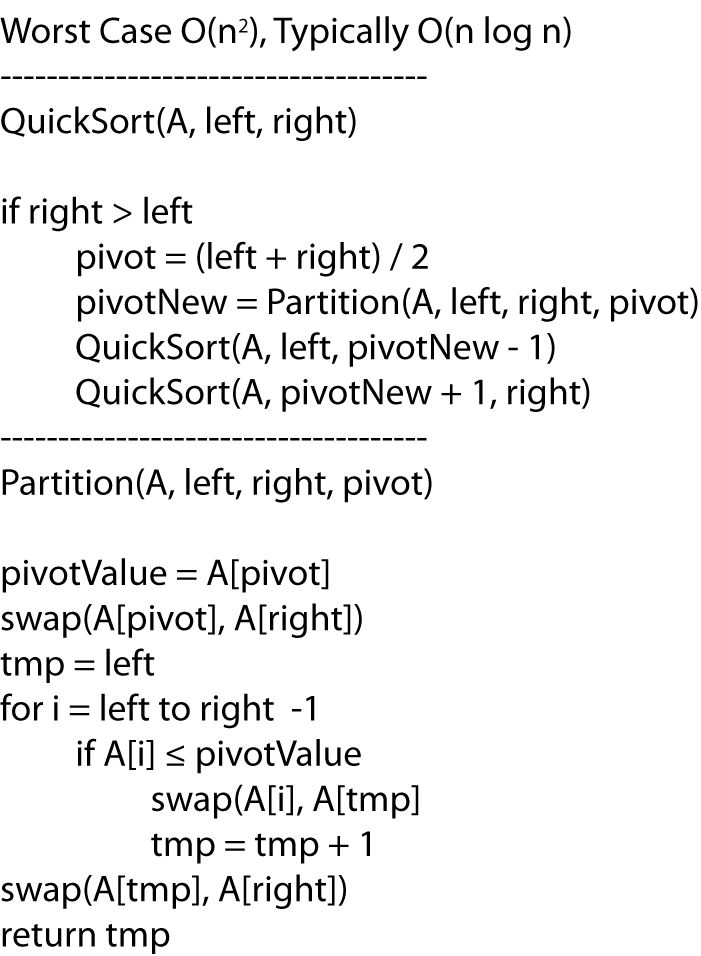 Worst Case O(n²), Typically O(n log n)
-------------------------------------
QuickSort(A, left, right)
if right > left
pivot = (left + right) / 2
pivotNew = Partition(A, left, right, pivot)
QuickSort(A, left, pivotNew - 1)
QuickSort(A, pivotNew + 1, right)
-------------------------------------
Partition(A, left, right, pivot)
pivotValue = A[pivot]
swap(A[pivot], A[right])
tmp = left
for i = left to right  -1
if A[i] ≤ pivotValue
swap(A[i], A[tmp]
tmp = tmp + 1
swap(A[tmp], A[right])
return tmp